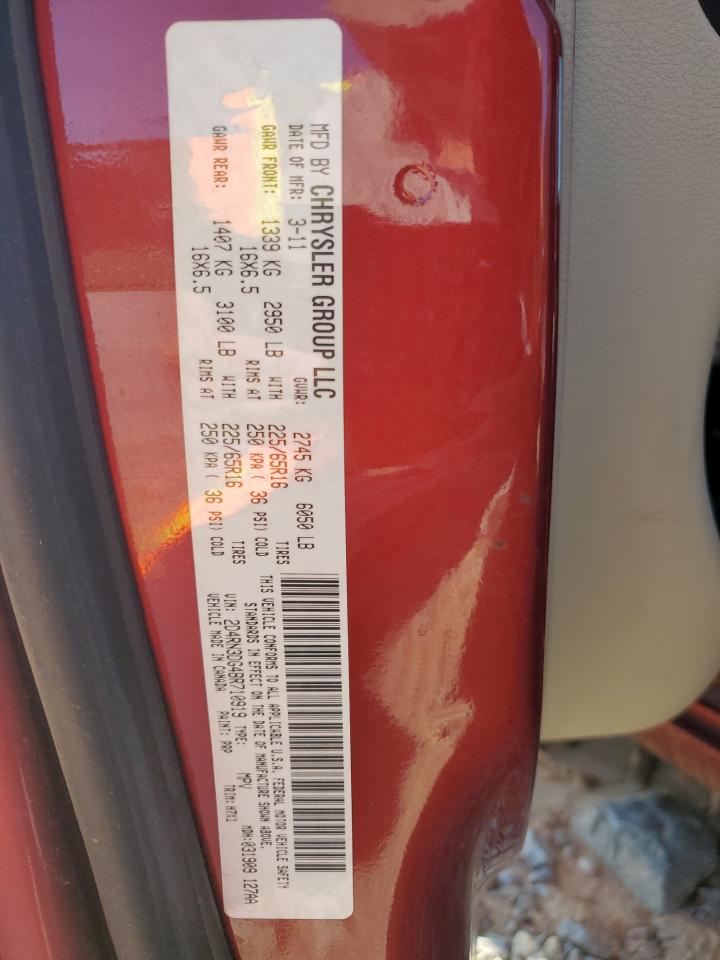 MFD BY CHRYSLER GROUP LLC
DATE OF MFR: 3-11 GVWR: 2745 KG 6050 LB
GAWR FRONT: 1339 KG 2950 LB WITH 225/65R16 TIRES
16X6.5 RIMS AT 250 KPA ( 36 PSI) COLD
GAWR REAR: 1407 KG 3100 LB WITH 225/65R16 TIRES
16X6.5 RIMS AT 250 KPA ( 36 PSI) COLD
THIS VEHICLE CONFORMS TO ALL APPLICABLE U.S.A. FEDERAL MOTOR VEHICLE SAFETY
STANDARDS IN EFFECT ON THE DATE OF MANUFACTURE SHOWN ABOVE.
VIN: 2D4RN3DG4BR710919 TYPE: MPV MDH:031909 127AA
VEHICLE MADE IN CANADA PAINT: PRP TRIM:H7X1